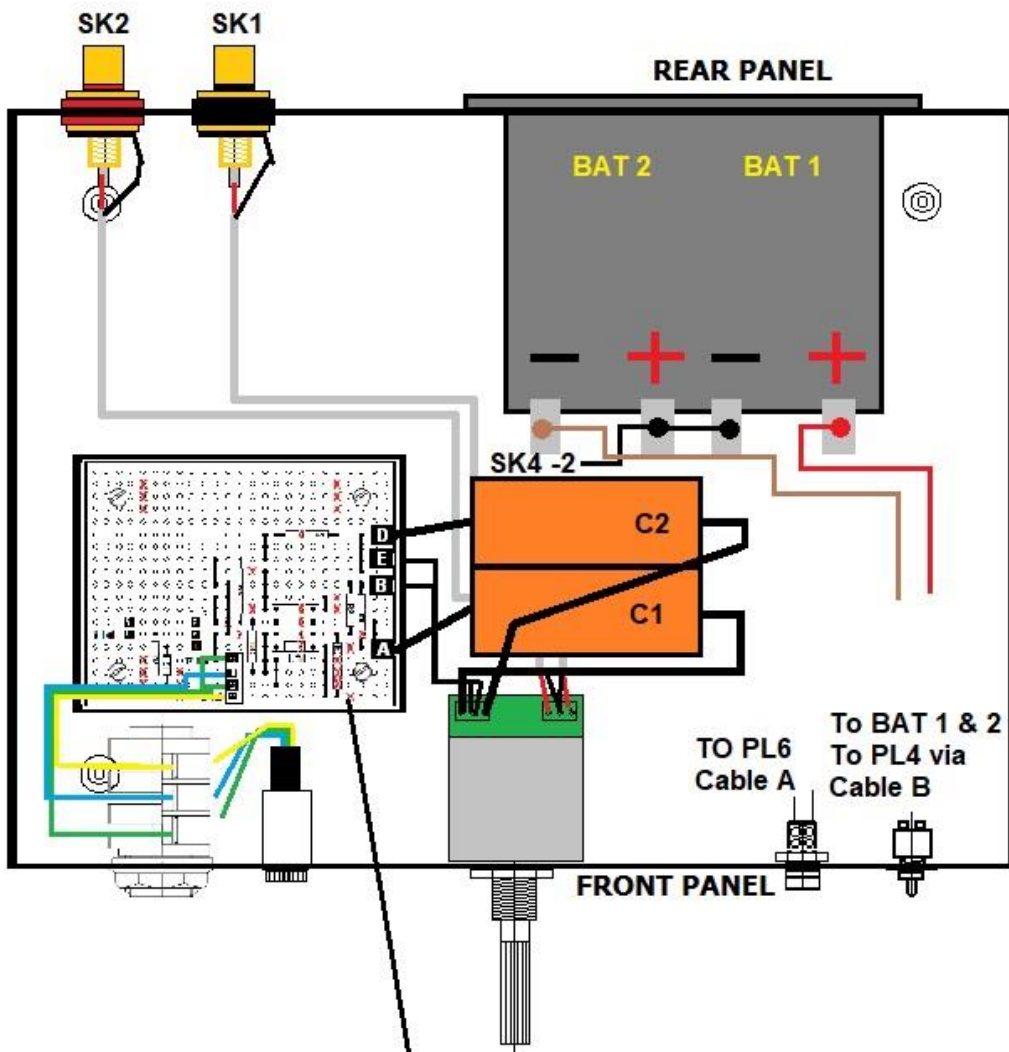 SK2
SK1
REAR PANEL
BAT 2
BAT 1
− + − +
SK4 -2
D
E
B
A
C2
C1
TO PL6
Cable A
To BAT 1 & 2
To PL4 via
Cable B
FRONT PANEL